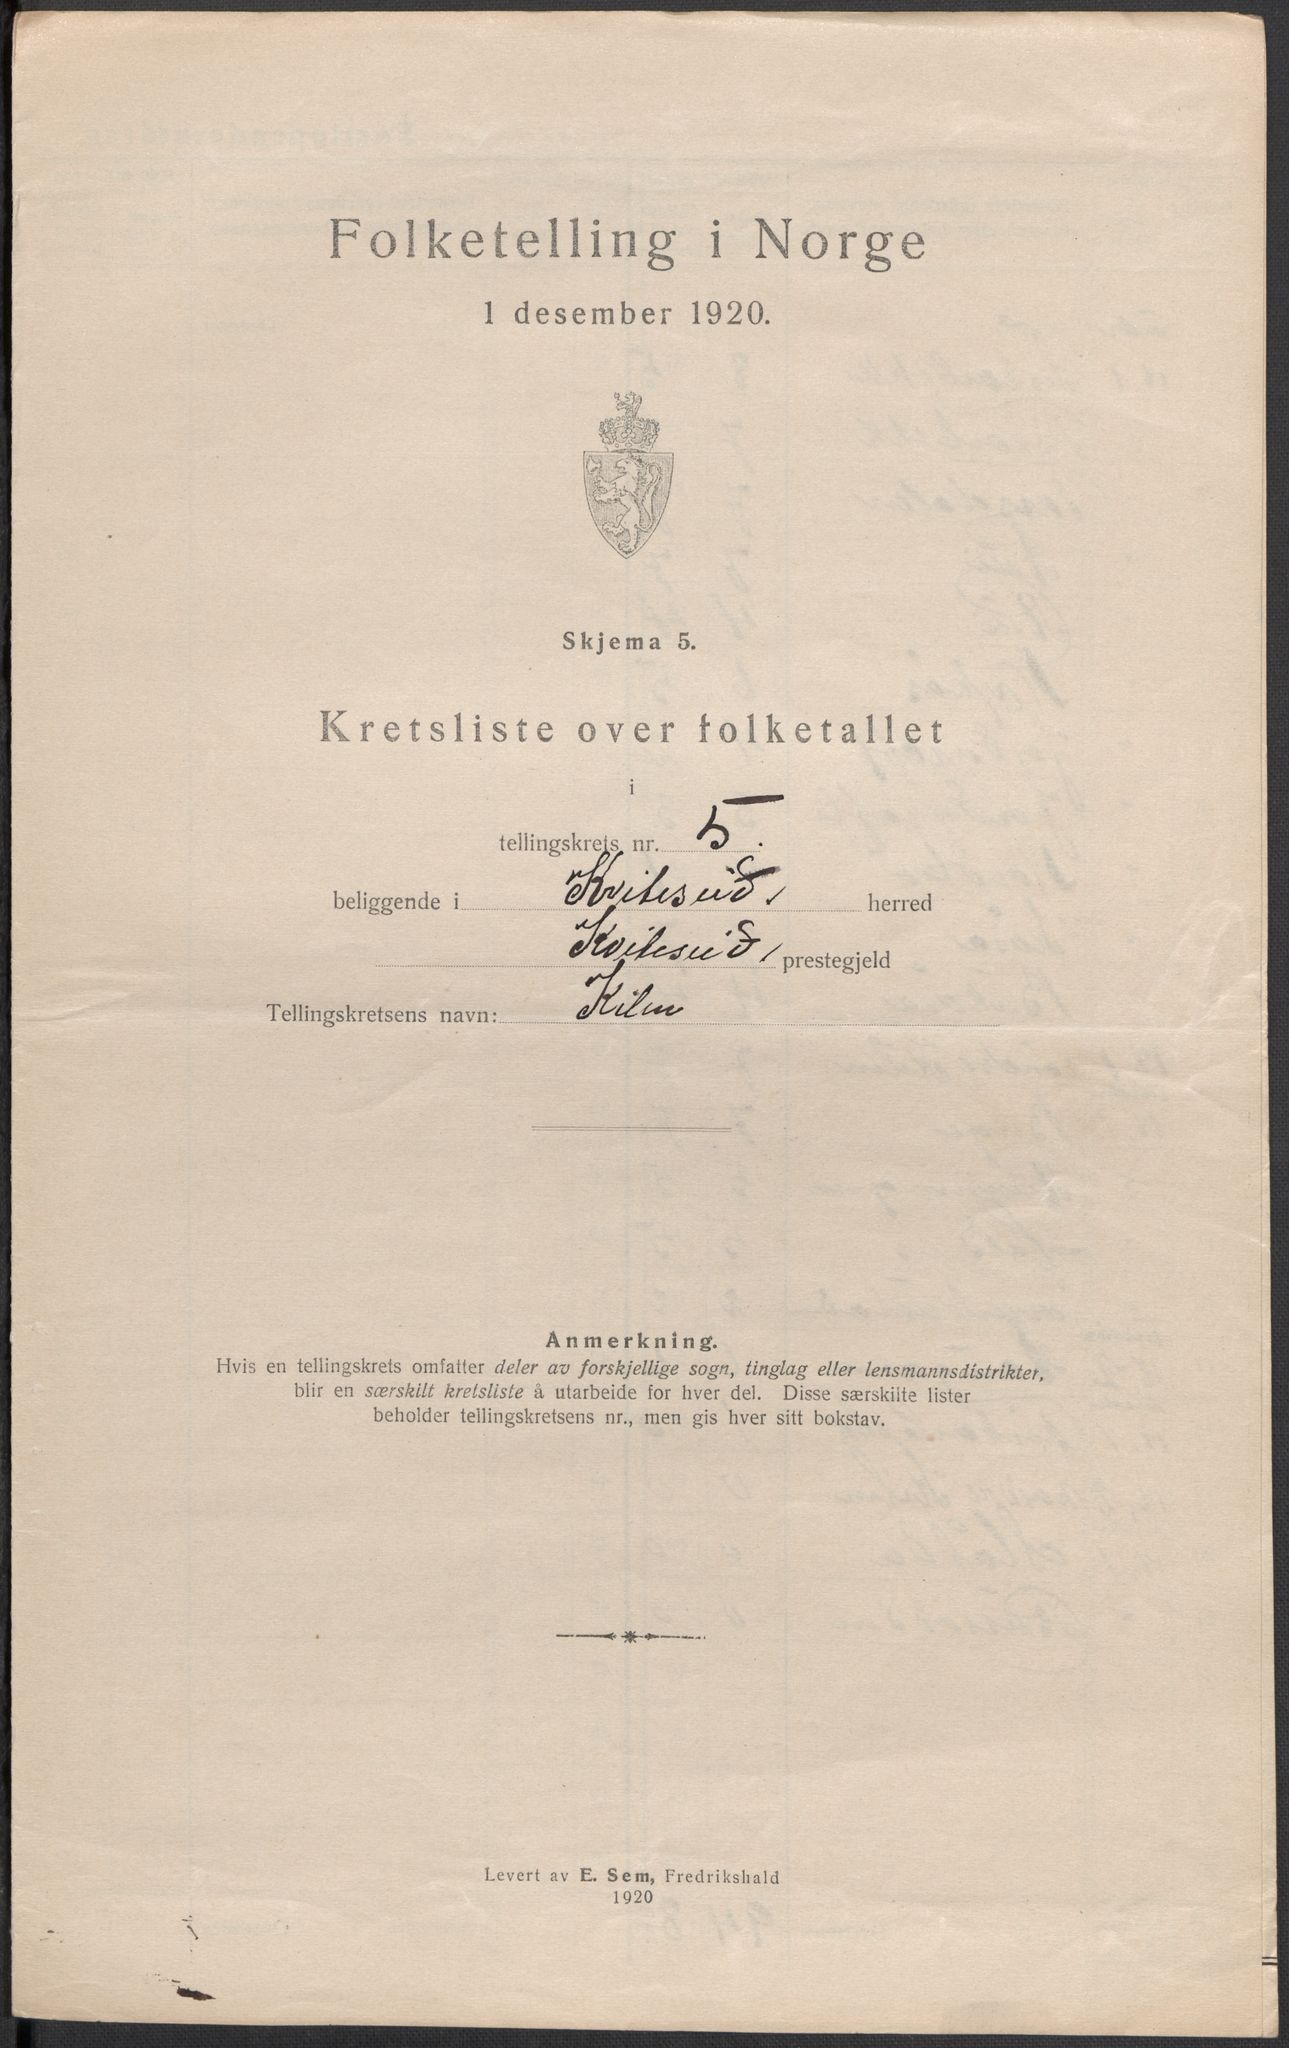 Folketelling i Norge
1 desember 1920.
Skjema 5.
Kretsliste over folketallet
i
tellingskrets nr. 5.
beliggende i Kviteseid herred
Kviteseid prestegjeld
Tellingskretsens navn: Kilen
Anmerkning.
Hvis en tellingskrets omfatter deler av forskjellige sogn, tinglag eller lensmannsdistrikter,
blir en særskilt kretsliste å utarbeide for hver del. Disse særskilte lister
beholder tellingskretsens nr., men gis hver sitt bokstav.
Levert av E. Sem, Fredrikshald
1920